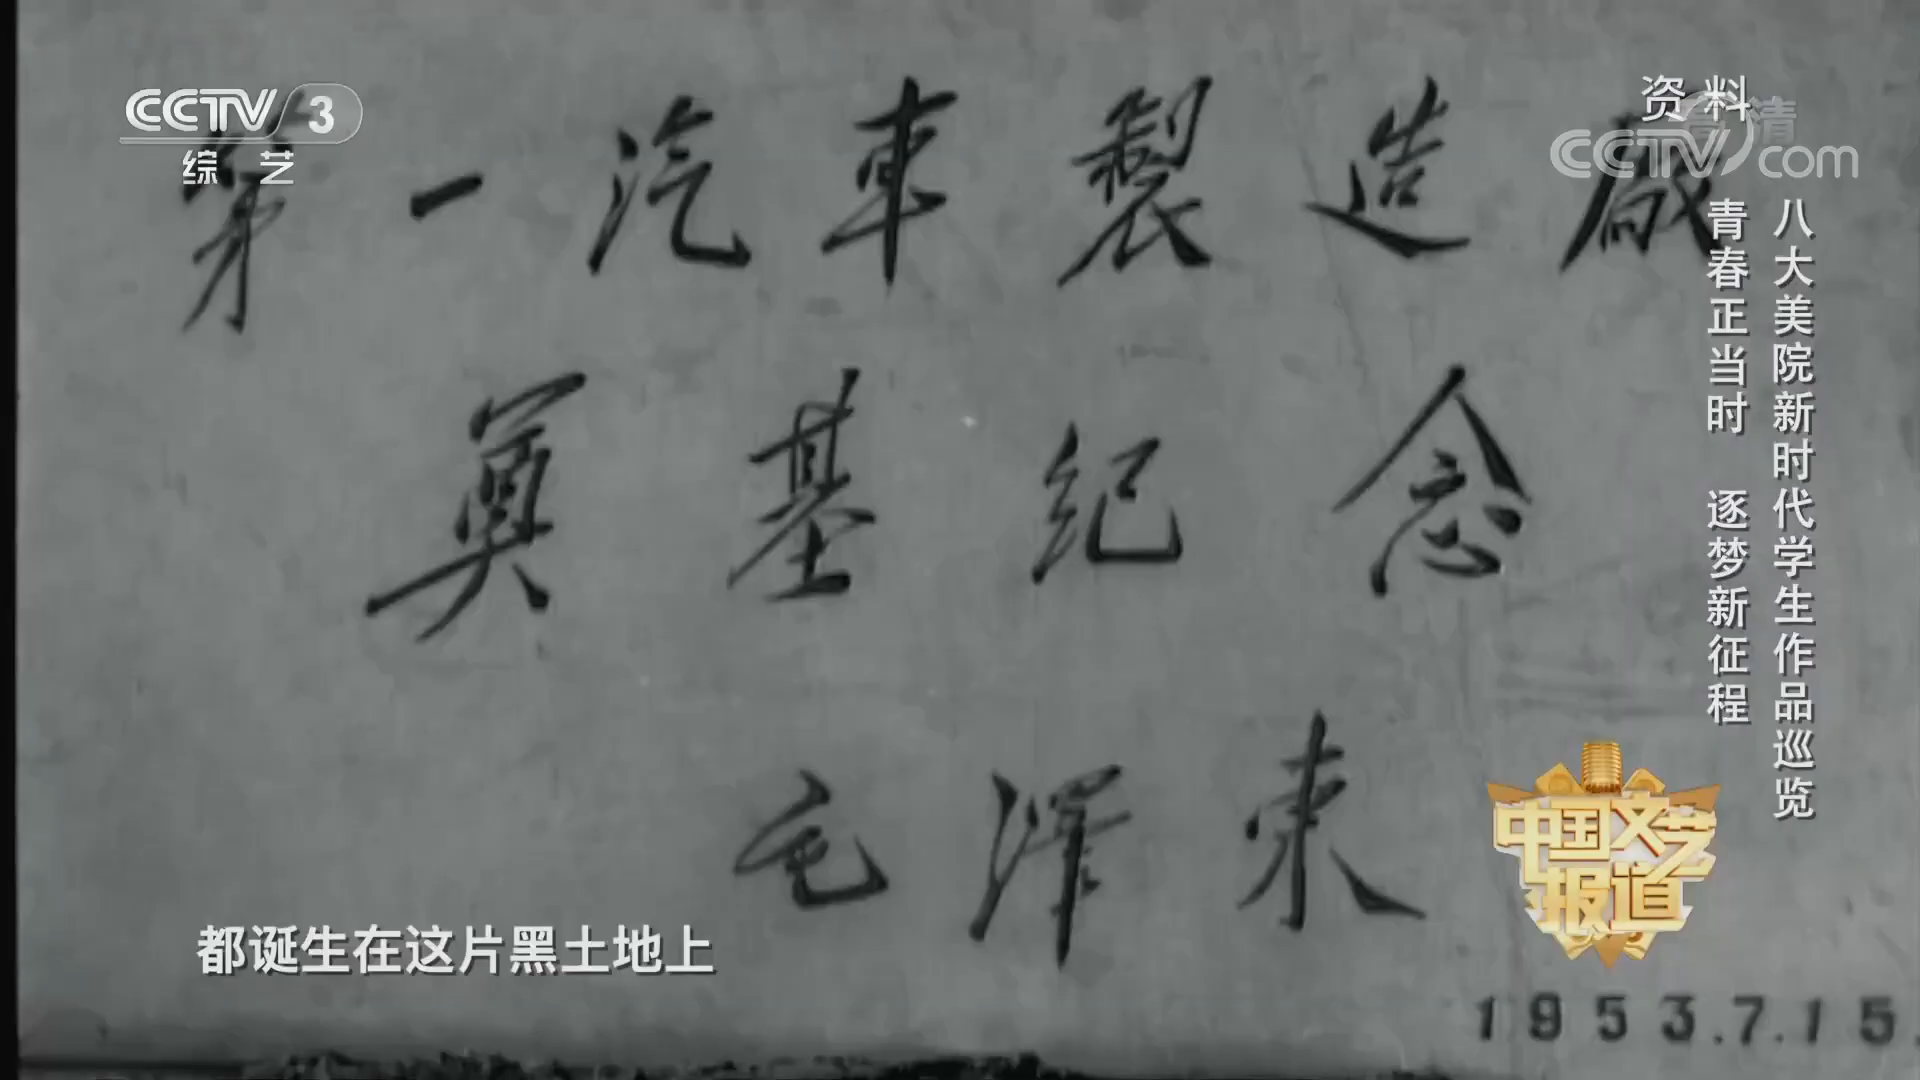 CCTV 3
综艺
资料
高清
CCTV com
第一汽車製造廠
奠基紀念
毛澤東
1953.7.15.
八大美院新时代学生作品巡览
青春正当时 逐梦新征程
中国文艺
报道
都诞生在这片黑土地上